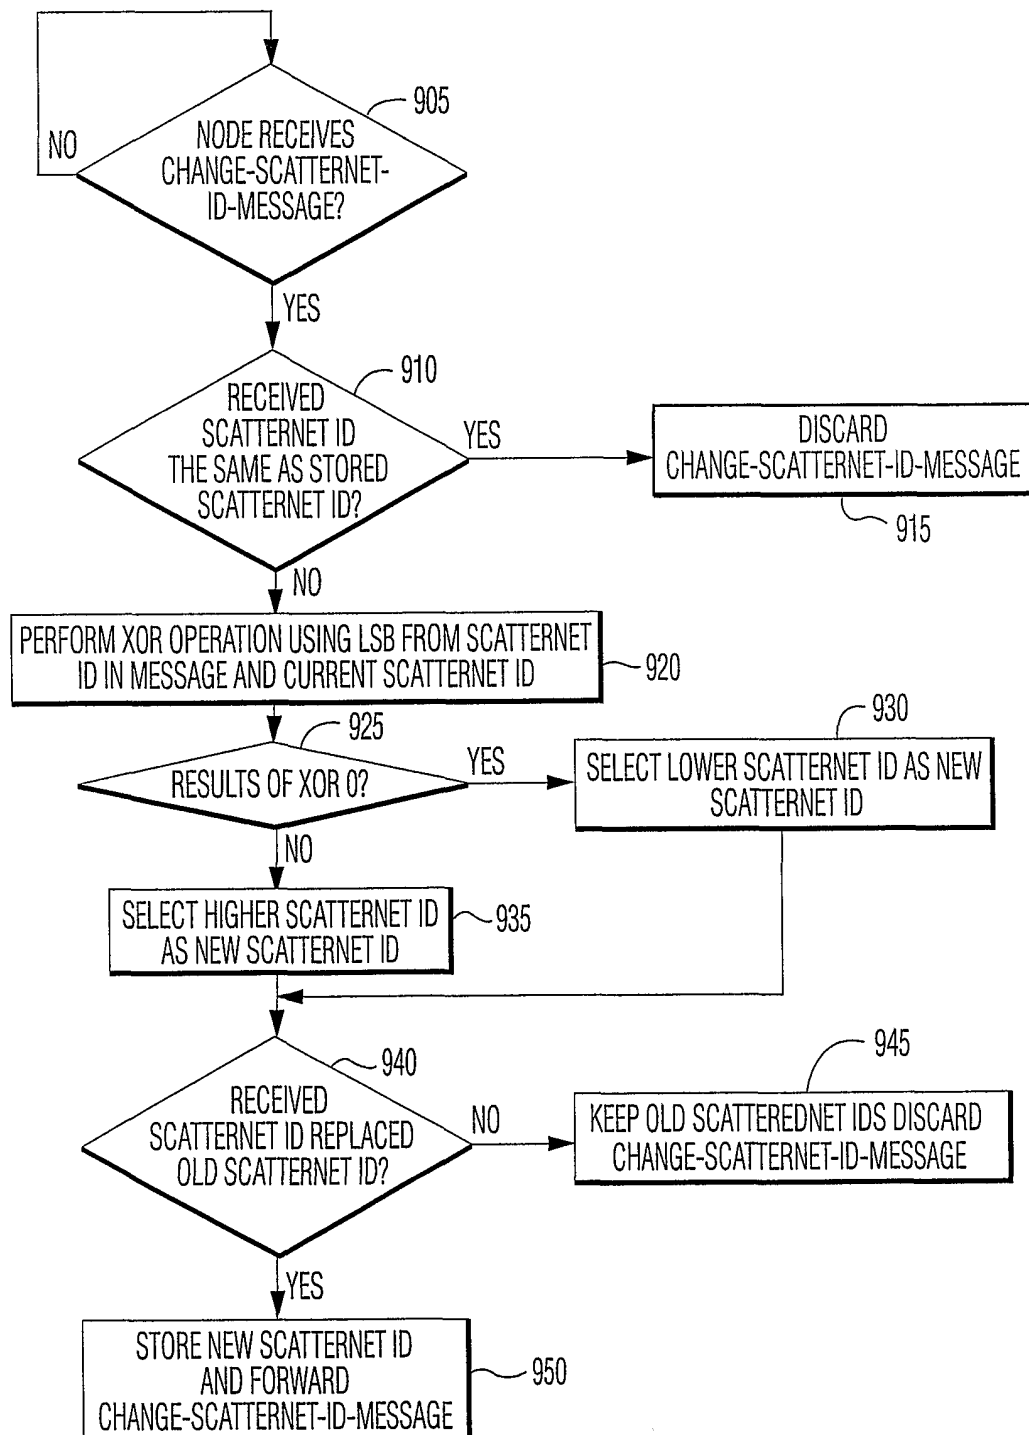 905
NO
NODE RECEIVES
CHANGE-SCATTERNET-
ID-MESSAGE?
YES
910
RECEIVED
SCATTERNET ID
THE SAME AS STORED
SCATTERNET ID?
YES
DISCARD
CHANGE-SCATTERNET-ID-MESSAGE
915
NO
PERFORM XOR OPERATION USING LSB FROM SCATTERNET
ID IN MESSAGE AND CURRENT SCATTERNET ID
920
925
RESULTS OF XOR 0?
YES
930
SELECT LOWER SCATTERNET ID AS NEW
SCATTERNET ID
NO
SELECT HIGHER SCATTERNET ID
AS NEW SCATTERNET ID
935
940
RECEIVED
SCATTERNET ID REPLACED
OLD SCATTERNET ID?
NO
945
KEEP OLD SCATTEREDNET IDS DISCARD
CHANGE-SCATTERNET-ID-MESSAGE
YES
STORE NEW SCATTERNET ID
AND FORWARD
CHANGE-SCATTERNET-ID-MESSAGE
950